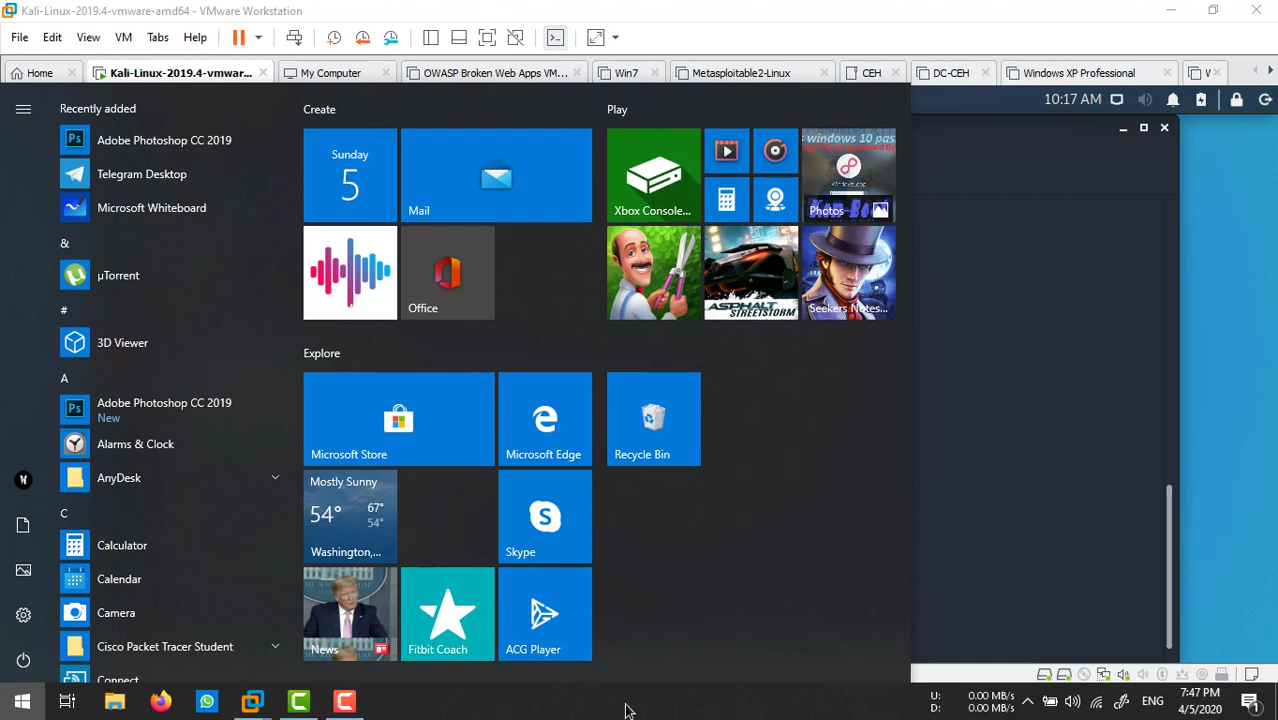 Kali-Linux-2019.4-vmware-amd64 - VMware Workstation
File Edit View VM Tabs Help
Home
Kali-Linux-2019.4-vmwar...
My Computer
OWASP Broken Web Apps VM...
Win7
Metasploitable2-Linux
CEH
DC-CEH
Windows XP Professional
W
10:17 AM
Recently added
Adobe Photoshop CC 2019
Telegram Desktop
Microsoft Whiteboard
&
µTorrent
#
3D Viewer
A
Adobe Photoshop CC 2019
New
Alarms & Clock
AnyDesk
C
Calculator
Calendar
Camera
Cisco Packet Tracer Student
Connect
Create
Sunday
5
Mail
Office
Explore
Microsoft Store
Microsoft Edge
Mostly Sunny
54° 67°
54°
Washington,...
Skype
News
Fitbit Coach
ACG Player
Play
Xbox Console...
windows 10 pas
Photos
ASPHALT
STREETSTORM
Seekers Notes...
Recycle Bin
U: 0.00 MB/s
D: 0.00 MB/s
ENG
7:47 PM
4/5/2020
1